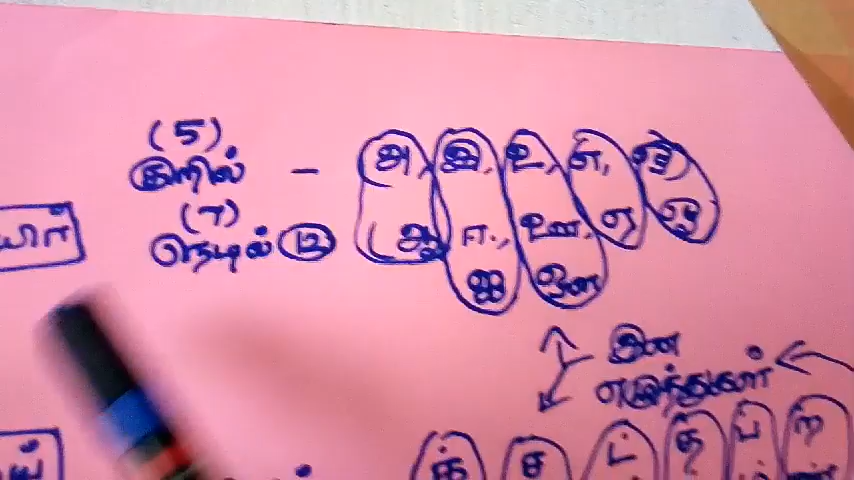 (5)
குறில் - அ, இ, உ, எ, ஒ
(7)
நெடில் 12 ஆ ஈ, ஊ, ஏ ஓ
யிர்
ஐ ஔ
இன
எழுத்துகள்
ய்
க் ச ட் த் ப் ற்